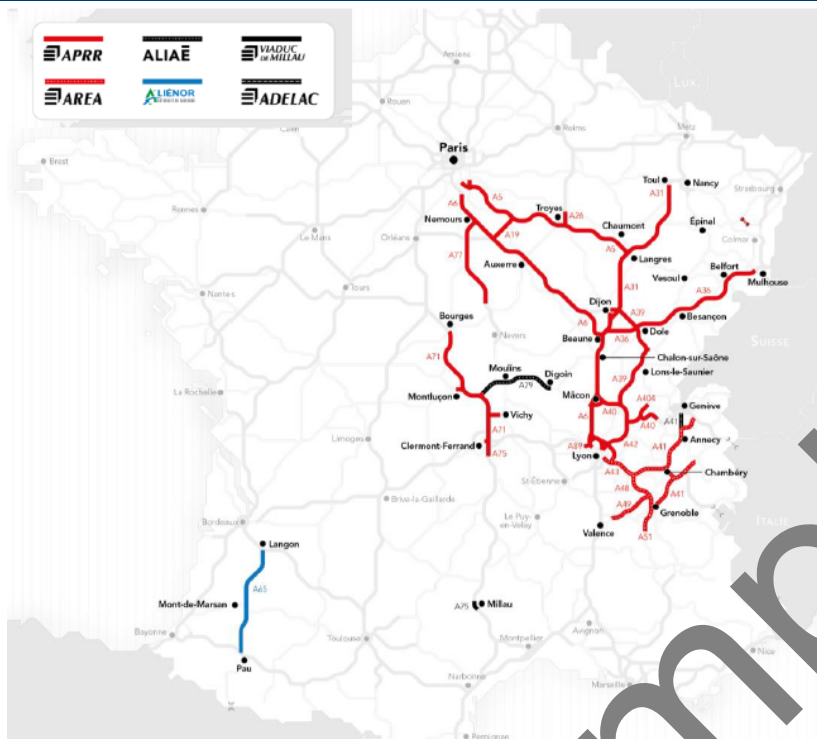 APRR
ALIAE
VIADUC
DE MILLAU
AREA
ALIÉNOR
ADELAC
Amiens
LUX.
Rouen
Reims
Metz
Caen
Paris
Toul
Nancy
Strasbourg
Brest
A5
A31
A6
Troyes
A26
Rennes
Nemours
Chaumont
Épinal
Le Mans
Orléans
A19
Colmar
A5
Langres
A77
Auxerre
Vesoul
Belfort
Mulhouse
A31
A36
Nantes
Tours
Dijon
A39
Bourges
A6
Besançon
Nevers
Beaune
A36
Dole
SUISSE
A71
Chalon-sur-Saône
Moulins
Digoin
Lons-le-Saunier
A79
A39
La Rochelle
Montluçon
Mâcon
A404
Genève
A6
A40
A40
A41
Vichy
A71
A89
A42
A41
Annecy
Limoges
Clermont-Ferrand
A75
Lyon
A43
Chambéry
St-Étienne
A48
A41
Brive-la-Gaillarde
A49
Le Puy-
en-Velay
Grenoble
Bordeaux
Valence
A51
ITALIE
Langon
A65
Mont-de-Marsan
A75
Millau
Avignon
Bayonne
Toulouse
Montpellier
Nice
Pau
Narbonne
Marseille
Perpignan